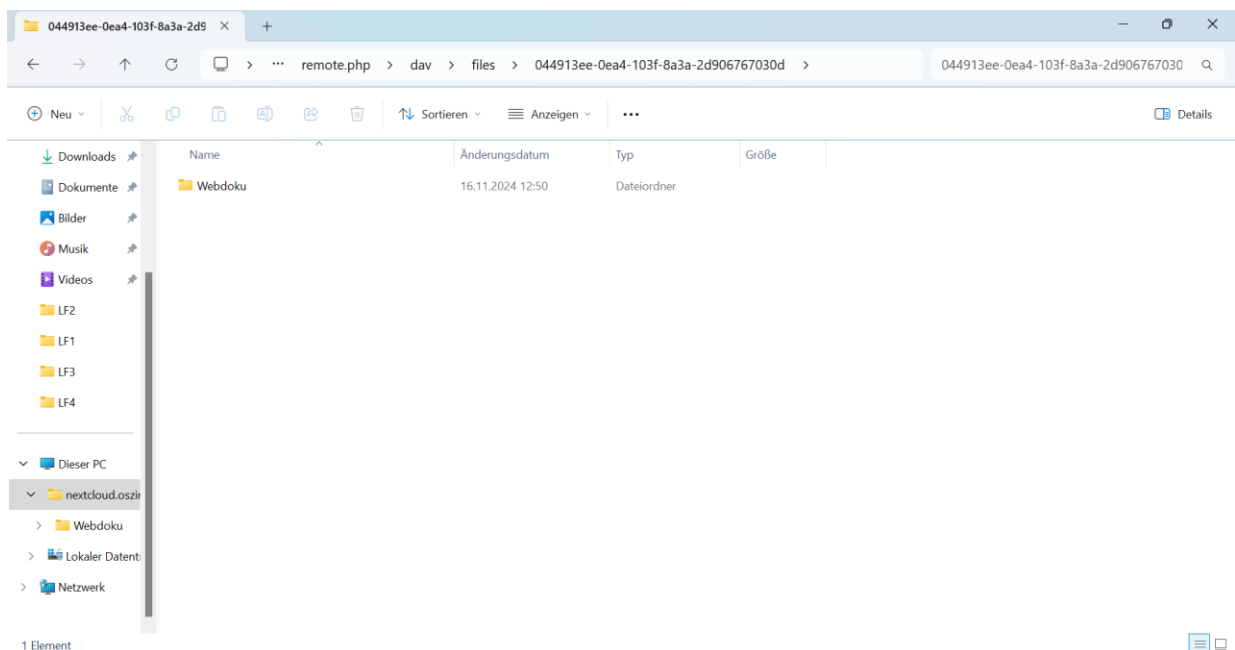 044913ee-0ea4-103f-8a3a-2d9
... remote.php > dav > files > 044913ee-0ea4-103f-8a3a-2d906767030d >
044913ee-0ea4-103f-8a3a-2d906767030
Neu
Sortieren
Anzeigen
...
Details
Downloads
Dokumente
Bilder
Musik
Videos
LF2
LF1
LF3
LF4
Dieser PC
nextcloud.oszim
Webdoku
Lokaler Datent
Netzwerk
Name Änderungsdatum Typ Größe
Webdoku 16.11.2024 12:50 Dateiordner
1 Element